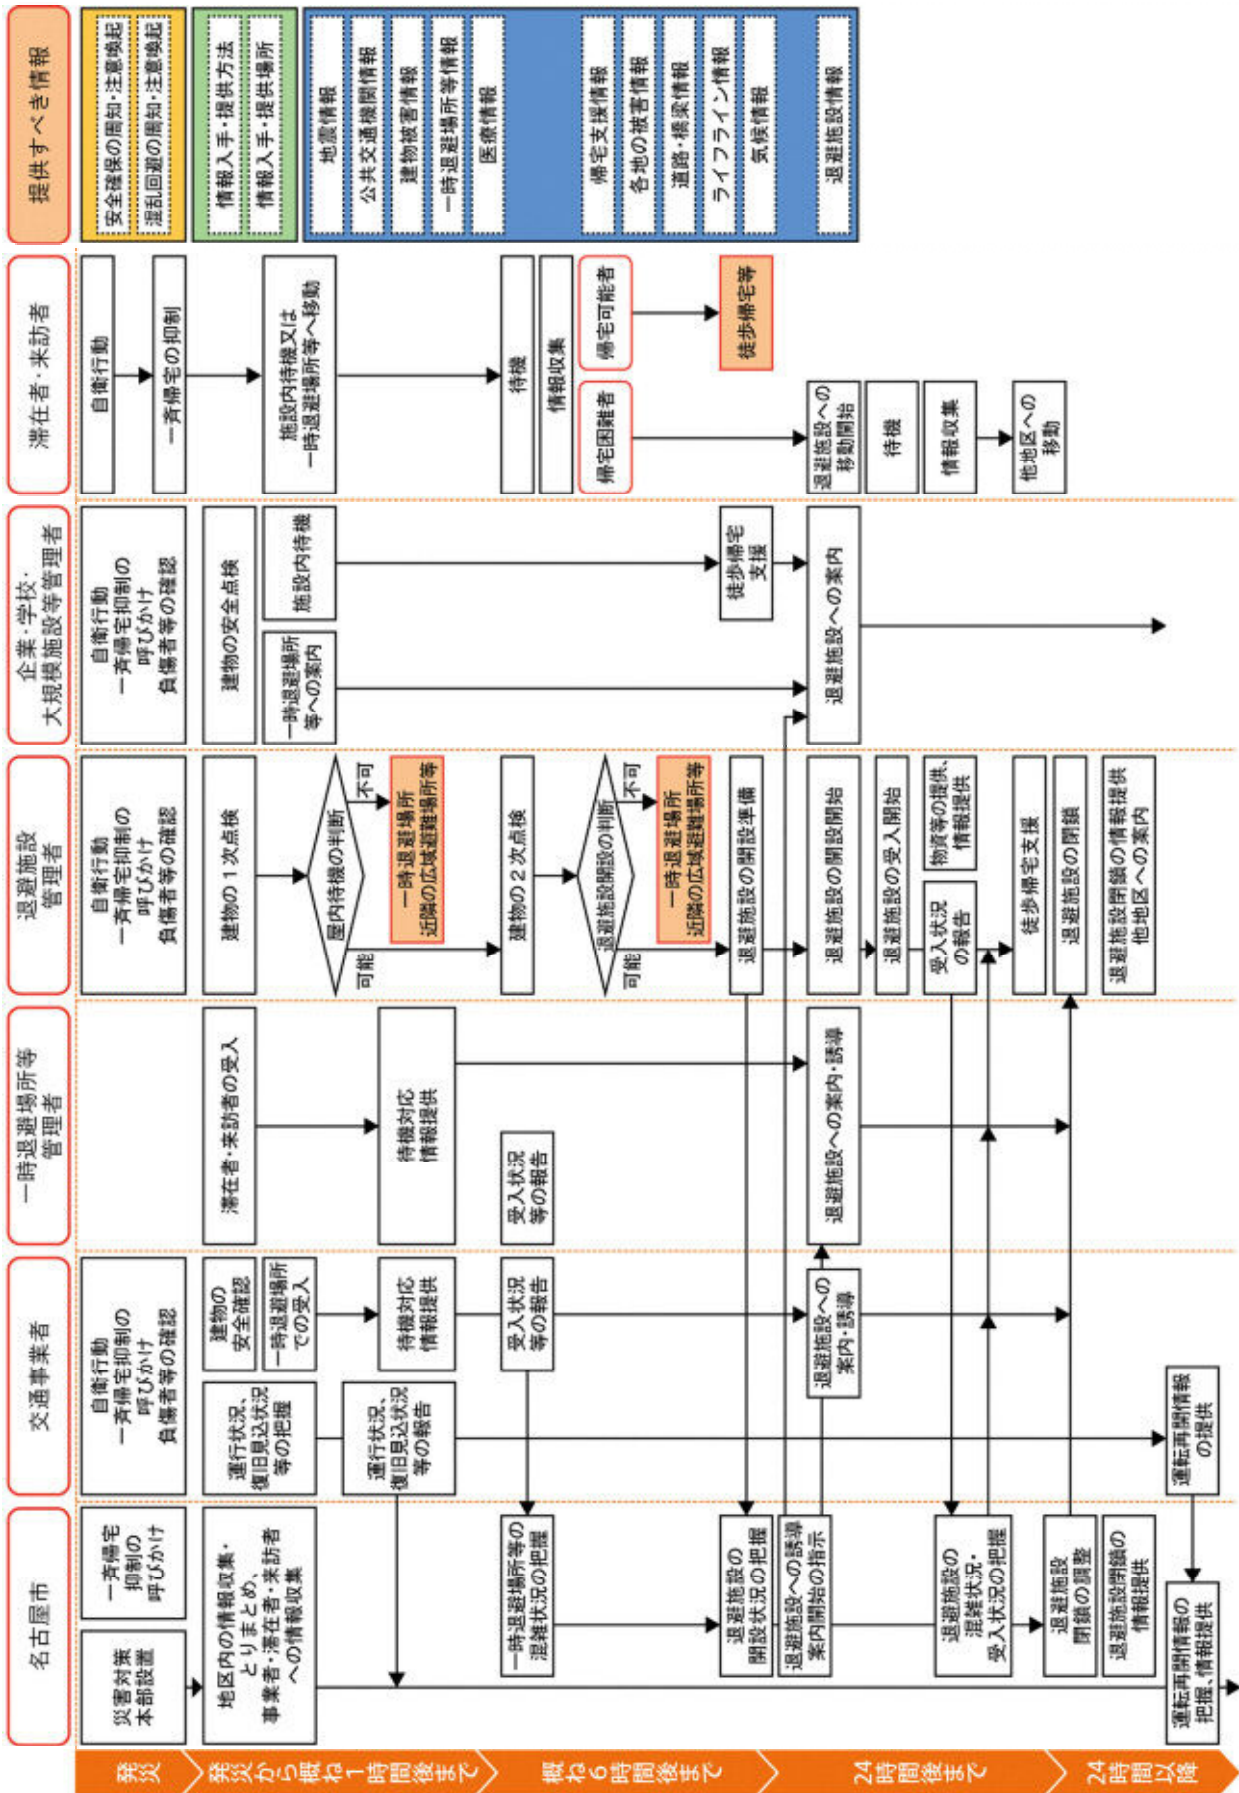 名古屋市
交通事業者
一時退避場所等
管理者
退避施設
管理者
企業・学校・
大規模施設等管理者
滞在者・来訪者
提供すべき情報
発災
発災から概ね1時間後まで
概ね6時間後まで
24時間後まで
24時間以降
災害対策
本部設置
一斉帰宅
抑制の
呼びかけ
地区内の情報収集・
とりまとめ、
事業者・滞在者・来訪者
への情報収集
一時退避場所等の
混雑状況の把握
退避施設の
開設状況の把握
退避施設への誘導
案内開始の指示
退避施設の
混雑状況・
受入状況の把握
退避施設
閉鎖の調整
退避施設閉鎖の
情報提供
運転再開情報の
把握、情報提供
自衛行動
一斉帰宅抑制の
呼びかけ
負傷者等の確認
運行状況、
復旧見込状況
等の把握
建物の
安全確認
一時退避場所
での受入
運行状況、
復旧見込状況
等の報告
待機対応
情報提供
受入状況
等の報告
退避施設への
案内・誘導
運転再開情報
の提供
滞在者・来訪者の受入
待機対応
情報提供
受入状況
等の報告
退避施設への案内・誘導
自衛行動
一斉帰宅抑制の
呼びかけ
負傷者等の確認
建物の1次点検
屋内待機の判断
可能
不可
一時退避場所
近隣の広域避難場所等
建物の2次点検
退避施設開設の判断
可能
不可
一時退避場所
近隣の広域避難場所等
退避施設の開設準備
退避施設の開設開始
退避施設の受入開始
受入状況
の報告
物資等の提供、
情報提供
徒歩帰宅支援
退避施設の閉鎖
退避施設閉鎖の情報提供
他地区への案内
自衛行動
一斉帰宅抑制の
呼びかけ
負傷者等の確認
建物の安全点検
一時退避場所
等への案内
施設内待機
徒歩帰宅
支援
退避施設への案内
自衛行動
一斉帰宅の抑制
施設内待機又は
一時退避場所等へ移動
待機
情報収集
帰宅困難者
帰宅可能者
徒歩帰宅等
退避施設への
移動開始
待機
情報収集
他地区への
移動
安全確保の周知・注意喚起
混乱回避の周知・注意喚起
情報入手・提供方法
情報入手・提供場所
地震情報
公共交通機関情報
建物被害情報
一時退避場所等情報
医療情報
帰宅支援情報
各地の被害情報
道路・橋梁情報
ライフライン情報
気候情報
退避施設情報